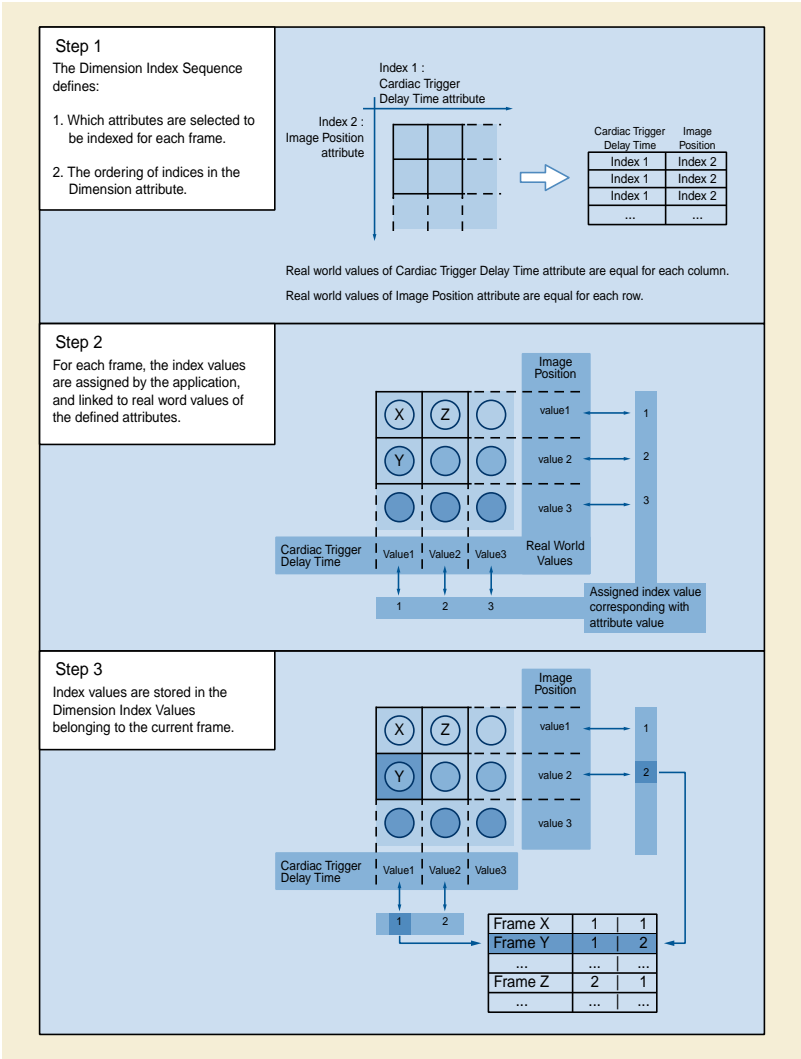 Step 1
The Dimension Index Sequence
defines:
1. Which attributes are selected to
be indexed for each frame.
2. The ordering of indices in the
Dimension attribute.
Index 1 :
Cardiac Trigger
Delay Time attribute
Index 2 :
Image Position
attribute
Cardiac Trigger Image
Delay Time Position
Index 1 Index 2
Index 1 Index 2
Index 1 Index 2
... ...
Real world values of Cardiac Trigger Delay Time attribute are equal for each column.
Real world values of Image Position attribute are equal for each row.
Step 2
For each frame, the index values
are assigned by the application,
and linked to real word values of
the defined attributes.
Image
Position
X Z value1 1
Y value 2 2
value 3 3
Cardiac Trigger
Delay Time
Value1 Value2 Value3
Real World
Values
1 2 3
Assigned index value
corresponding with
attribute value
Step 3
Index values are stored in the
Dimension Index Values
belonging to the current frame.
Image
Position
X Z value1 1
Y value 2 2
value 3
Cardiac Trigger
Delay Time
Value1 Value2 Value3
1 2
Frame X 1 | 1
Frame Y 1 | 2
... ... | ...
Frame Z 2 | 1
... ... | ...